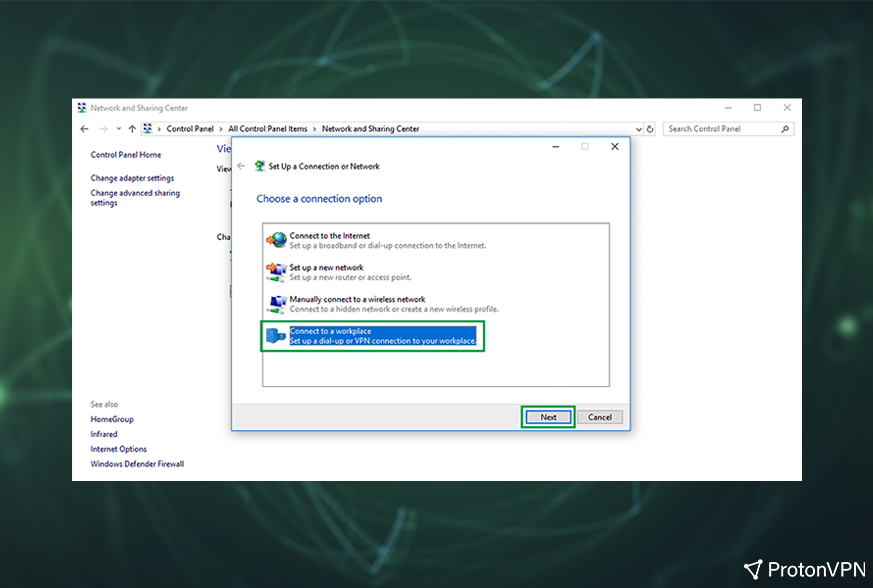 Network and Sharing Center
Control Panel > All Control Panel Items > Network and Sharing Center
Search Control Panel
Control Panel Home
Change adapter settings
Change advanced sharing
settings
Vie
View
Cha
Set Up a Connection or Network
Choose a connection option
Connect to the Internet
Set up a broadband or dial-up connection to the Internet.
Set up a new network
Set up a new router or access point.
Manually connect to a wireless network
Connect to a hidden network or create a new wireless profile.
Connect to a workplace
Set up a dial-up or VPN connection to your workplace.
Next
Cancel
See also
HomeGroup
Infrared
Internet Options
Windows Defender Firewall
ProtonVPN